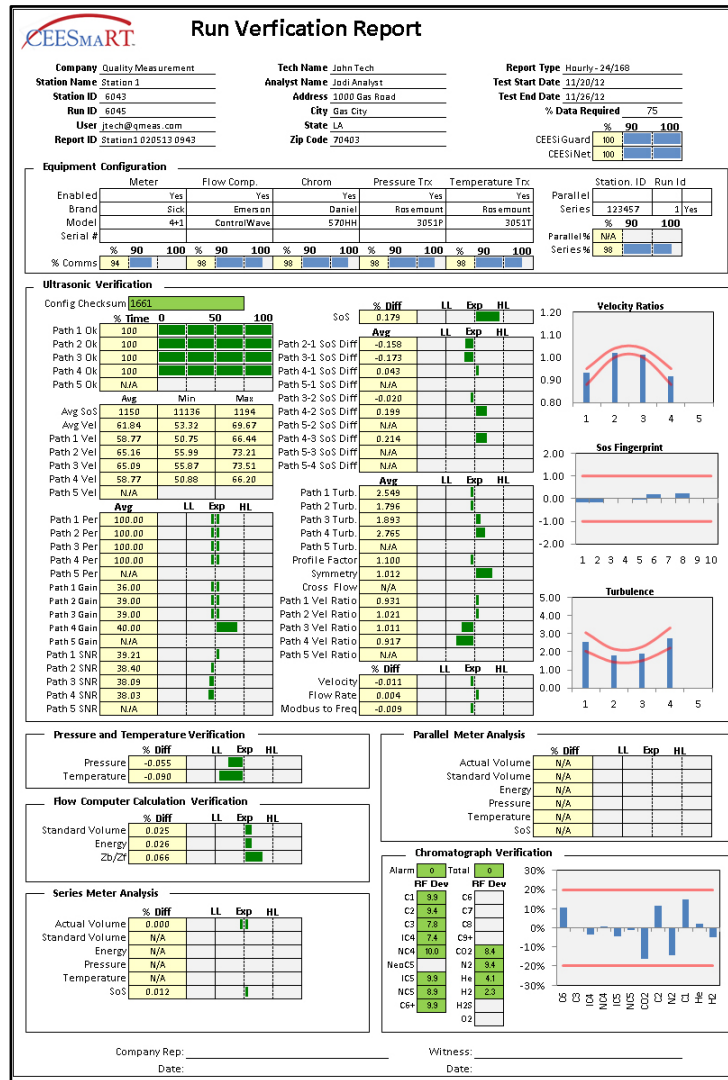 CEESMART
Run Verfication Report
Company Quality Measurement Tech Name John Tech Report Type Hourly - 24/168
Station Name Station 1 Analyst Name Jodi Analyst Test Start Date 11/20/12
Station ID 6043 Address 1000 Gas Road Test End Date 11/26/12
Run ID 6045 City Gas City % Data Required 75
User jtech@qmeas.com State LA % 90 100
Report ID Station1 020513 0943 Zip Code 70403 CEESiGuard 100
CEESiNet 100
Equipment Configuration
Meter Flow Comp. Chrom Pressure Trx Temperature Trx Station. ID Run Id
Enabled Yes Yes Yes Yes Yes Parallel
Brand Sick Emerson Daniel Rosemount Rosemount Series 123457 1 Yes
Model 4+1 ControlWave 570HH 3051P 3051T % 90 100
Serial # Parallel% N/A
% 90 100 % 90 100 % 90 100 % 90 100 % 90 100 Series% 98
% Comms 94 98 98 98 98
Ultrasonic Verification
Config Checksum 1661
% Time 0 50 100
Path 1 Ok 100
Path 2 Ok 100
Path 3 Ok 100
Path 4 Ok 100
Path 5 Ok N/A
Avg Min Max
Avg SoS 1150 11136 1194
Avg Vel 61.84 53.32 69.67
Path 1 Vel 58.77 50.75 66.44
Path 2 Vel 65.16 55.99 73.21
Path 3 Vel 65.09 55.87 73.51
Path 4 Vel 58.77 50.88 66.20
Path 5 Vel N/A
Avg LL Exp HL
Path 1 Per 100.00
Path 2 Per 100.00
Path 3 Per 100.00
Path 4 Per 100.00
Path 5 Per N/A
Path 1 Gain 36.00
Path 2 Gain 39.00
Path 3 Gain 39.00
Path 4 Gain 40.00
Path 5 Gain N/A
Path 1 SNR 39.21
Path 2 SNR 38.40
Path 3 SNR 38.09
Path 4 SNR 38.03
Path 5 SNR N/A
% Diff LL Exp HL
SoS 0.179
Avg
Path 2-1 SoS Diff -0.158
Path 3-1 SoS Diff -0.173
Path 4-1 SoS Diff 0.043
Path 5-1 SoS Diff N/A
Path 3-2 SoS Diff -0.020
Path 4-2 SoS Diff 0.199
Path 5-2 SoS Diff N/A
Path 4-3 SoS Diff 0.214
Path 5-3 SoS Diff N/A
Path 5-4 SoS Diff N/A
Avg LL Exp HL
Path 1 Turb. 2.549
Path 2 Turb. 1.796
Path 3 Turb. 1.893
Path 4 Turb. 2.765
Path 5 Turb. N/A
Profile Factor 1.100
Symmetry 1.012
Cross Flow N/A
Path 1 Vel Ratio 0.931
Path 2 Vel Ratio 1.021
Path 3 Vel Ratio 1.011
Path 4 Vel Ratio 0.917
Path 5 Vel Ratio N/A
% Diff LL Exp HL
Velocity -0.011
Flow Rate 0.004
Modbus to Freq -0.009
Velocity Ratios
1.20
1.00
0.90
0.80
1 2 3 4 5
Sos Fingerprint
2.00
1.00
0.00
-1.00
-2.00
1 2 3 4 5 6 7 8 9 10
Turbulence
5.00
4.00
3.00
2.00
1.00
0.00
1 2 3 4 5
Pressure and Temperature Verification
% Diff LL Exp HL
Pressure -0.055
Temperature -0.090
Flow Computer Calculation Verification
% Diff LL Exp HL
Standard Volume 0.025
Energy 0.026
Zb/Zf 0.066
Series Meter Analysis
% Diff LL Exp HL
Actual Volume 0.000
Standard Volume N/A
Energy N/A
Pressure N/A
Temperature N/A
SoS 0.012
Parallel Meter Analysis
% Diff LL Exp HL
Actual Volume N/A
Standard Volume N/A
Energy N/A
Pressure N/A
Temperature N/A
SoS N/A
Chromatograph Verification
Alarm 0 Total 0
RF Dev RF Dev
C1 9.9 C6
C2 9.4 C7
C3 7.8 C8
IC4 7.4 C9+
NC4 10.0 CO2 8.4
NeoC5 N2 9.4
IC5 9.9 He 4.1
NC5 8.9 H2 2.3
C6+ 9.9 H2S
O2
30%
20%
10%
0%
-10%
-20%
-30%
C6 C3 IC4 NC4 IC5 NC5 CO2 C2 N2 C1 He H2
Company Rep: Witness:
Date: Date: